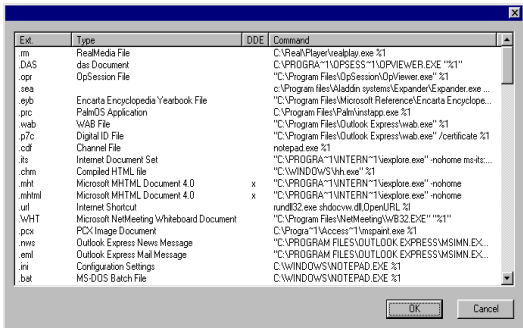 Ext. Type DDE Command
.rm RealMedia File C:\Real\Player\realplay.exe %1
.DAS das Document C:\PROGRA~1\OPSESS~1\OPVIEWER.EXE "%1"
.opr OpSession File "C:\Program Files\OpSession\OpViewer.exe" %1
.sea c:\Program files\Aladdin systems\Expander\Expander.exe ...
.eyb Encarta Encyclopedia Yearbook File "C:\Program Files\Microsoft Reference\Encarta Encyclope...
.prc PalmOS Application C:\Program Files\Palm\instapp.exe %1
.wab WAB File "C:\Program Files\Outlook Express\wab.exe" %1
.p7c Digital ID File "C:\Program Files\Outlook Express\wab.exe" /certificate %1
.cdf Channel File notepad.exe %1
.its Internet Document Set "C:\PROGRA~1\INTERN~1\iexplore.exe" -nohome ms-its:...
.chm Compiled HTML file "C:\WINDOWS\hh.exe" %1
.mht Microsoft MHTML Document 4.0 x "C:\PROGRA~1\INTERN~1\iexplore.exe" -nohome
.mhtml Microsoft MHTML Document 4.0 x "C:\PROGRA~1\INTERN~1\iexplore.exe" -nohome
.url Internet Shortcut rundll32.exe shdocvw.dll,OpenURL %l
.WHT Microsoft NetMeeting Whiteboard Document "C:\Program Files\NetMeeting\WB32.EXE" "%1"
.pcx PCX Image Document C:\Progra~1\Access~1\mspaint.exe %1
.nws Outlook Express News Message "C:\PROGRAM FILES\OUTLOOK EXPRESS\MSIMN.EX...
.eml Outlook Express Mail Message "C:\PROGRAM FILES\OUTLOOK EXPRESS\MSIMN.EX...
.ini Configuration Settings C:\WINDOWS\NOTEPAD.EXE %1
.bat MS-DOS Batch File C:\WINDOWS\NOTEPAD.EXE %1
OK Cancel